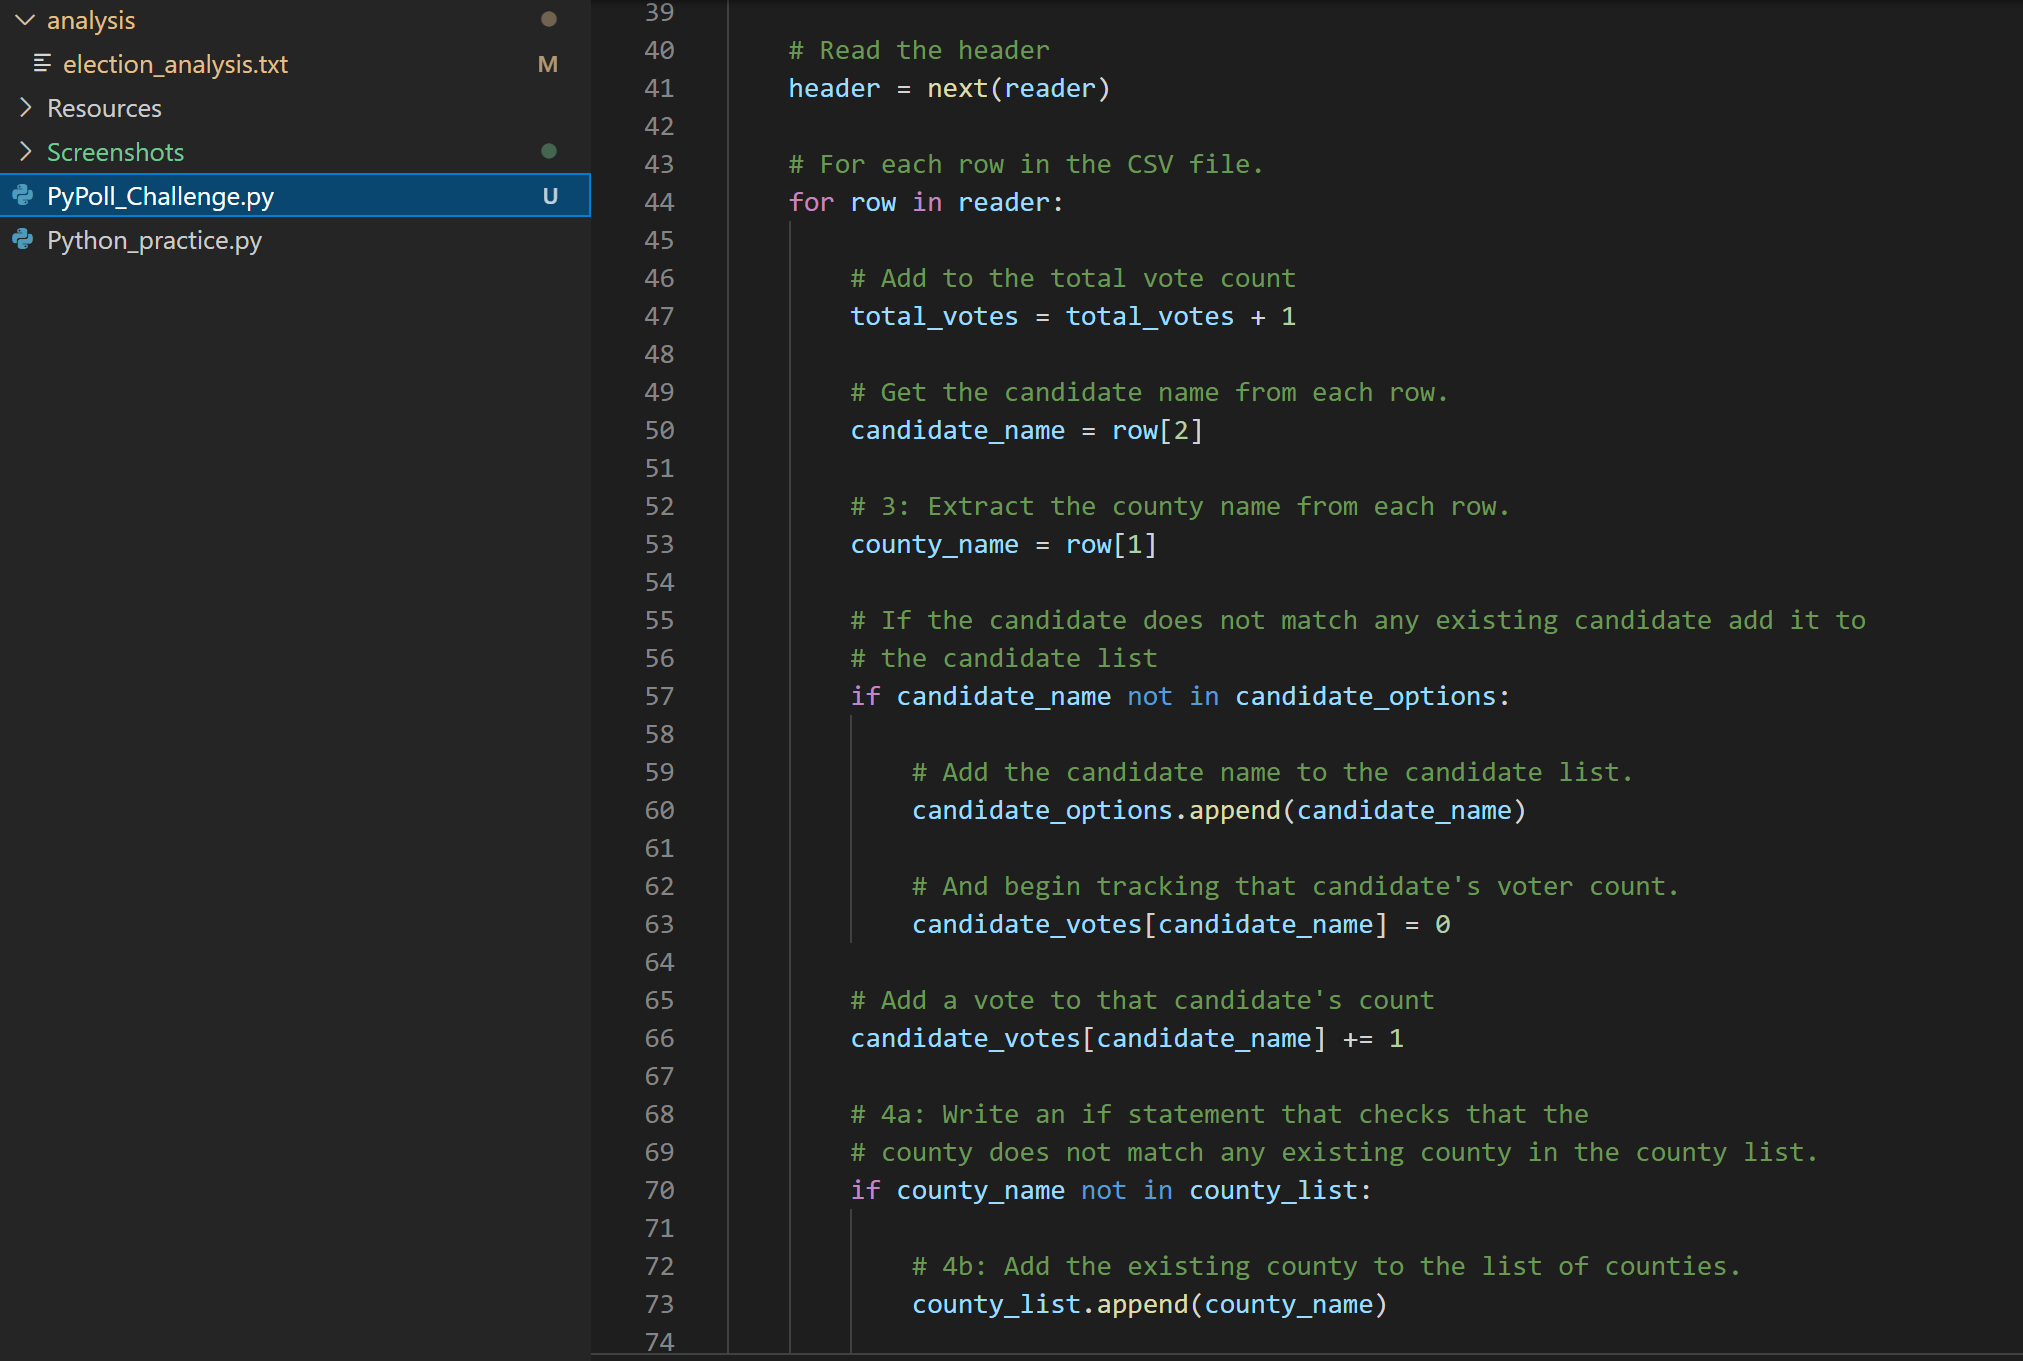 analysis
election_analysis.txt M
Resources
Screenshots
PyPoll_Challenge.py U
Python_practice.py
39
40 # Read the header
41 header = next(reader)
42
43 # For each row in the CSV file.
44 for row in reader:
45
46 # Add to the total vote count
47 total_votes = total_votes + 1
48
49 # Get the candidate name from each row.
50 candidate_name = row[2]
51
52 # 3: Extract the county name from each row.
53 county_name = row[1]
54
55 # If the candidate does not match any existing candidate add it to
56 # the candidate list
57 if candidate_name not in candidate_options:
58
59 # Add the candidate name to the candidate list.
60 candidate_options.append(candidate_name)
61
62 # And begin tracking that candidate's voter count.
63 candidate_votes[candidate_name] = 0
64
65 # Add a vote to that candidate's count
66 candidate_votes[candidate_name] += 1
67
68 # 4a: Write an if statement that checks that the
69 # county does not match any existing county in the county list.
70 if county_name not in county_list:
71
72 # 4b: Add the existing county to the list of counties.
73 county_list.append(county_name)
74